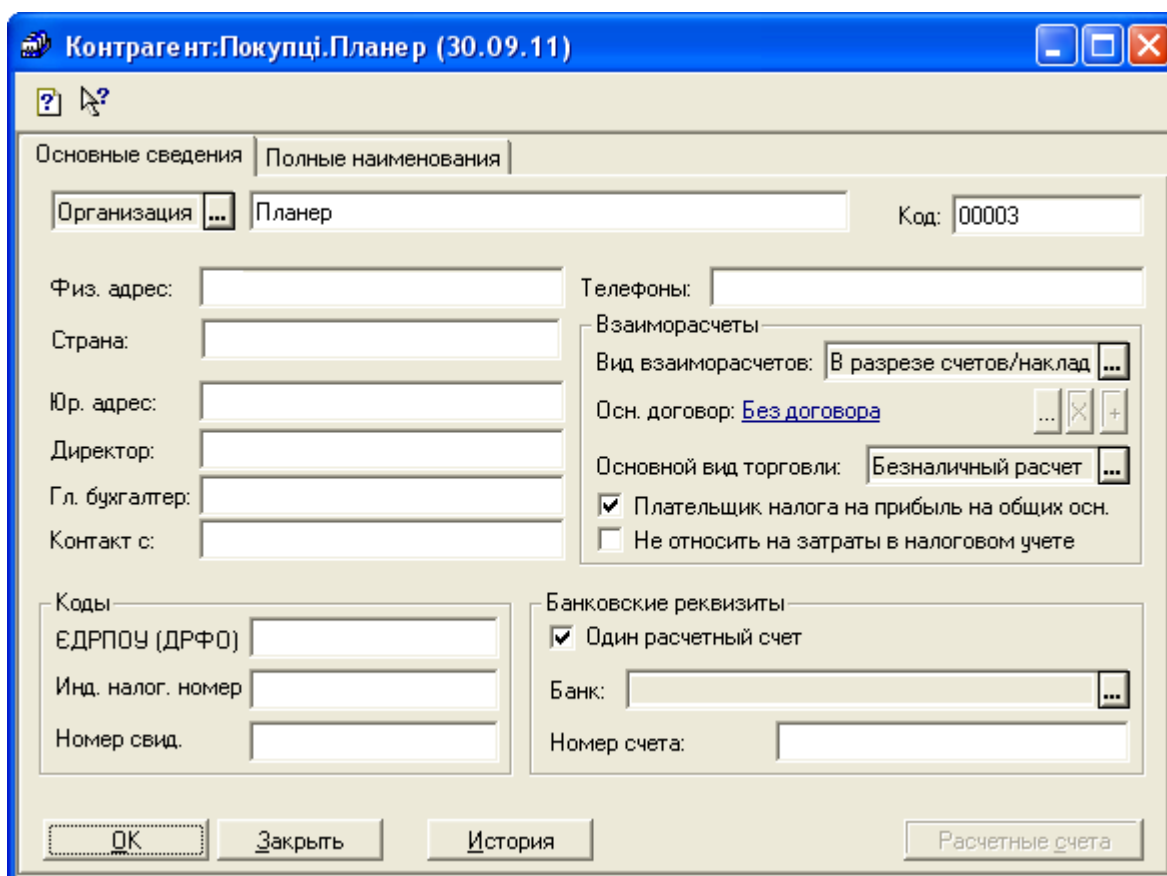 Контрагент:Покупці.Планер (30.09.11)
Основные сведения Полные наименования
Организация ... Планер Код: 00003
Физ. адрес: Телефоны:
Страна: Взаиморасчеты
Вид взаиморасчетов: В разрезе счетов/наклад ...
Юр. адрес: Осн. договор: Без договора ... X +
Директор: Основной вид торговли: Безналичный расчет ...
Гл. бухгалтер: Плательщик налога на прибыль на общих осн.
Контакт с: Не относить на затраты в налоговом учете
Коды Банковские реквизиты
ЄДРПОУ (ДРФО) Один расчетный счет
Инд. налог. номер Банк: ...
Номер свид. Номер счета:
OK Закрыть История Расчетные счета